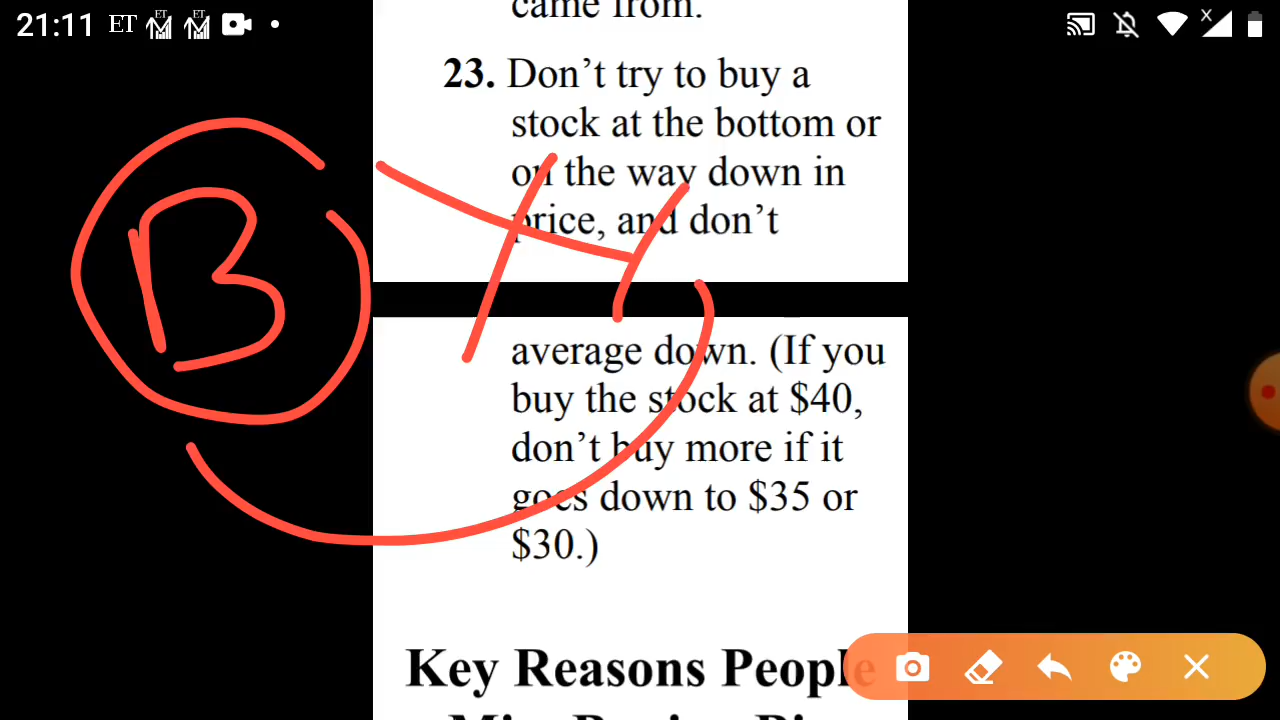 21:11 ET ET ET X
came from.
23. Don’t try to buy a
stock at the bottom or
on the way down in
price, and don’t
B H
average down. (If you
buy the stock at $40,
don’t buy more if it
goes down to $35 or
$30.)
Key Reasons People